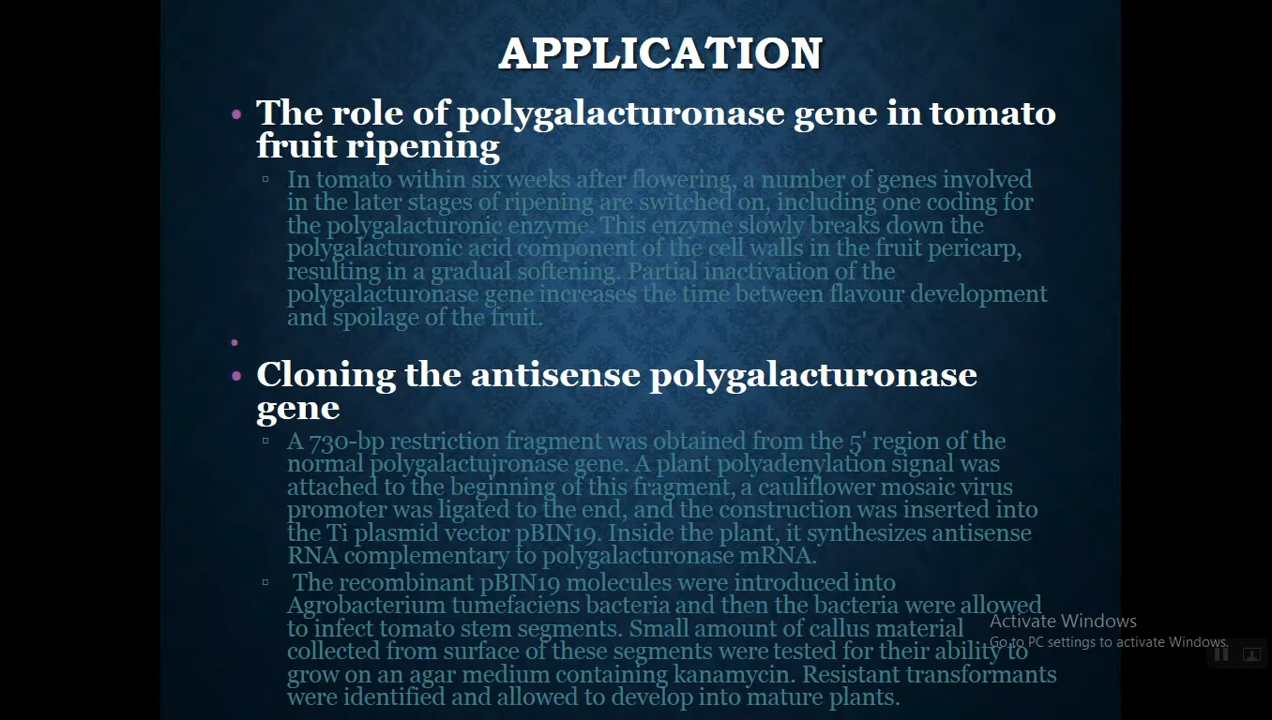 APPLICATION
The role of polygalacturonase gene in tomato
fruit ripening
In tomato within six weeks after flowering, a number of genes involved
in the later stages of ripening are switched on, including one coding for
the polygalacturonic enzyme. This enzyme slowly breaks down the
polygalacturonic acid component of the cell walls in the fruit pericarp,
resulting in a gradual softening. Partial inactivation of the
polygalacturonase gene increases the time between flavour development
and spoilage of the fruit.
Cloning the antisense polygalacturonase
gene
A 730-bp restriction fragment was obtained from the 5' region of the
normal polygalactujronase gene. A plant polyadenylation signal was
attached to the beginning of this fragment, a cauliflower mosaic virus
promoter was ligated to the end, and the construction was inserted into
the Ti plasmid vector pBIN19. Inside the plant, it synthesizes antisense
RNA complementary to polygalacturonase mRNA.
The recombinant pBIN19 molecules were introduced into
Agrobacterium tumefaciens bacteria and then the bacteria were allowed
to infect tomato stem segments. Small amount of callus material
collected from surface of these segments were tested for their ability to
grow on an agar medium containing kanamycin. Resistant transformants
were identified and allowed to develop into mature plants.
Activate Windows
Go to PC settings to activate Windows.